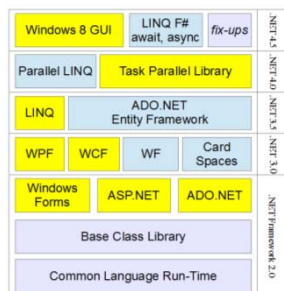 Windows 8 GUI
LINQ F#
await, async
fix-ups
.NET 4.5
Parallel LINQ
Task Parallel Library
.NET 4.0
LINQ
ADO.NET
Entity Framework
.NET 3.5
WPF
WCF
WF
Card
Spaces
.NET 3.0
Windows
Forms
ASP.NET
ADO.NET
Base Class Library
Common Language Run-Time
.NET Framework 2.0